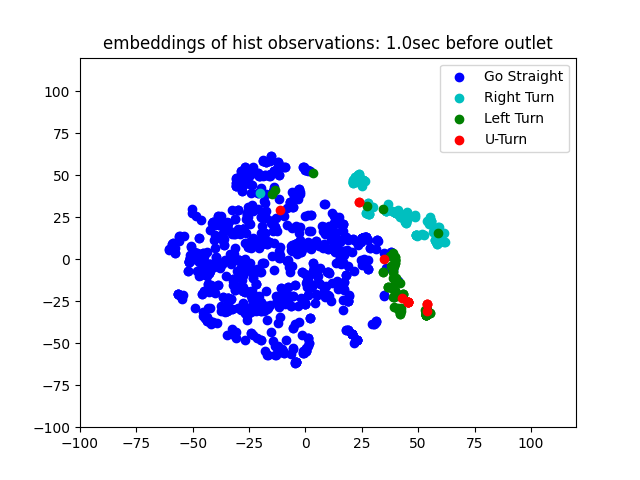 embeddings of hist observations: 1.0sec before outlet
Go Straight
Right Turn
Left Turn
U-Turn
100
75
50
25
0
−25
−50
−75
−100
−100 −75 −50 −25 0 25 50 75 100